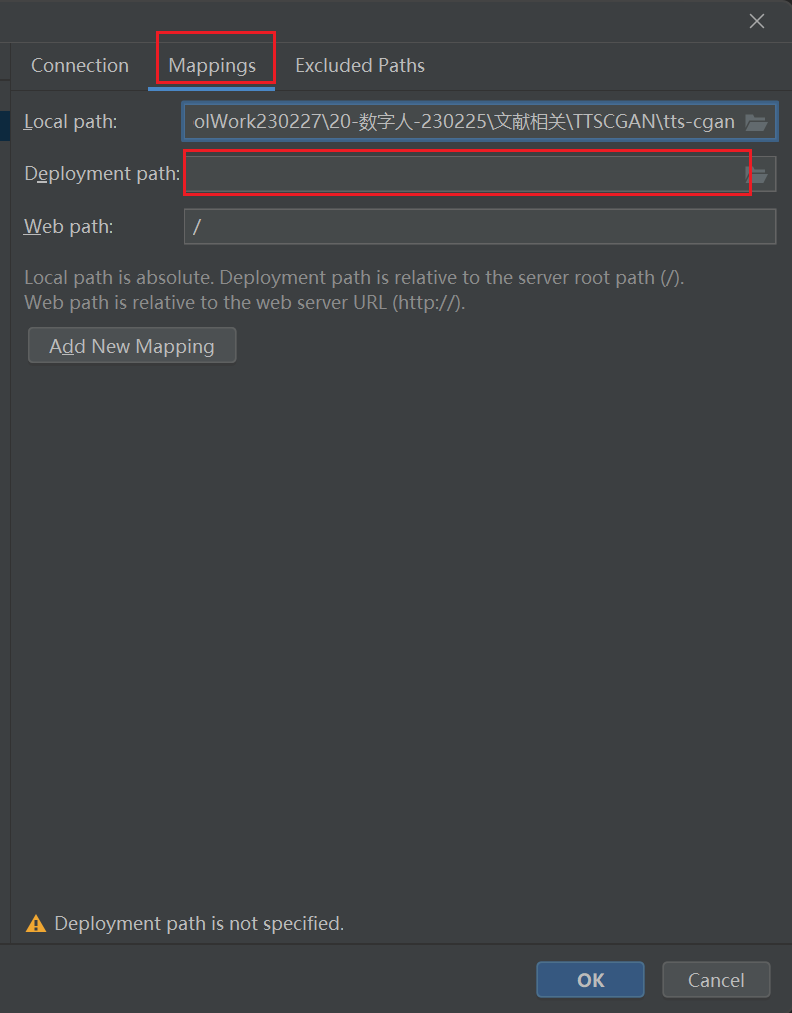 Connection Mappings Excluded Paths
Local path: olWork230227\20-数字人-230225\文献相关\TTSCGAN\tts-cgan
Deployment path:
Web path: /
Local path is absolute. Deployment path is relative to the server root path (/).
Web path is relative to the web server URL (http://).
Add New Mapping
Deployment path is not specified.
OK Cancel